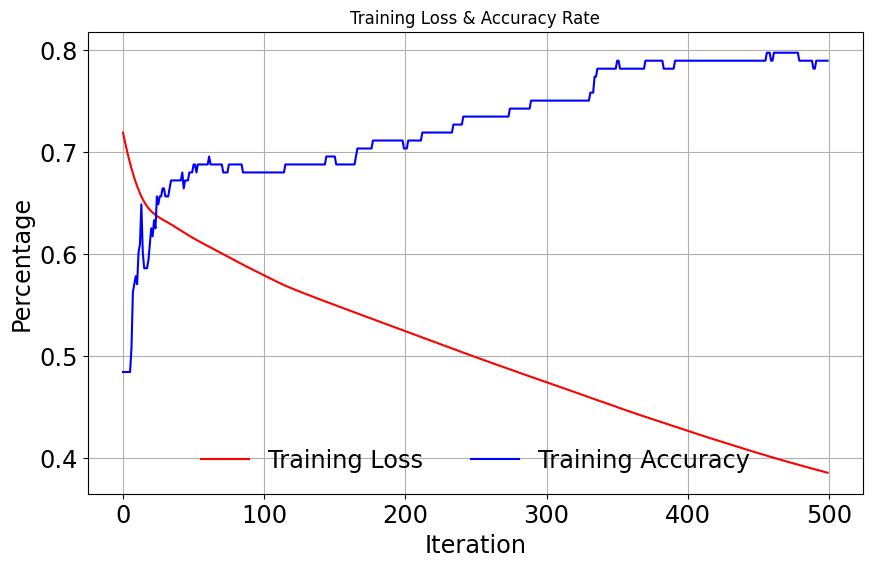 Training Loss & Accuracy Rate
0.8
0.7
0.6
0.5
0.4
Percentage
Training Loss
Training Accuracy
0 100 200 300 400 500
Iteration